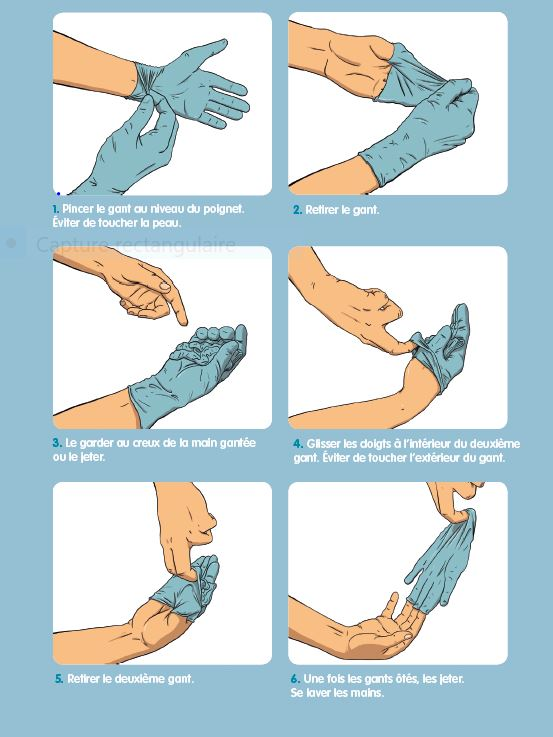 1. Pincer le gant au niveau du poignet.
Éviter de toucher la peau.
2. Retirer le gant.
Capture rectangulaire
3. Le garder au creux de la main gantée
ou le jeter.
4. Glisser les doigts à l'intérieur du deuxième
gant. Éviter de toucher l'extérieur du gant.
5. Retirer le deuxième gant.
6. Une fois les gants ôtés, les jeter.
Se laver les mains.